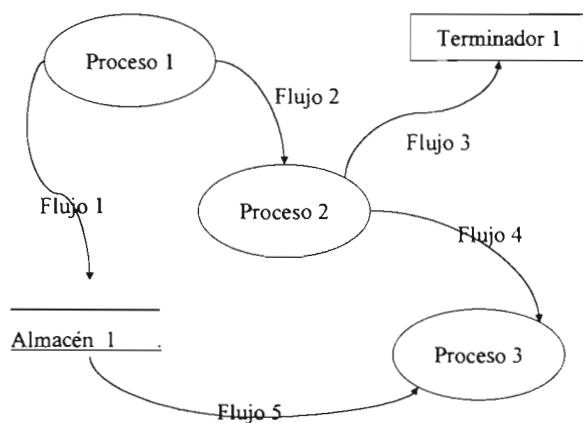 Proceso 1
Terminador 1
Flujo 2
Flujo 3
Flujo 1
Proceso 2
Flujo 4
Almacén 1
Proceso 3
Flujo 5